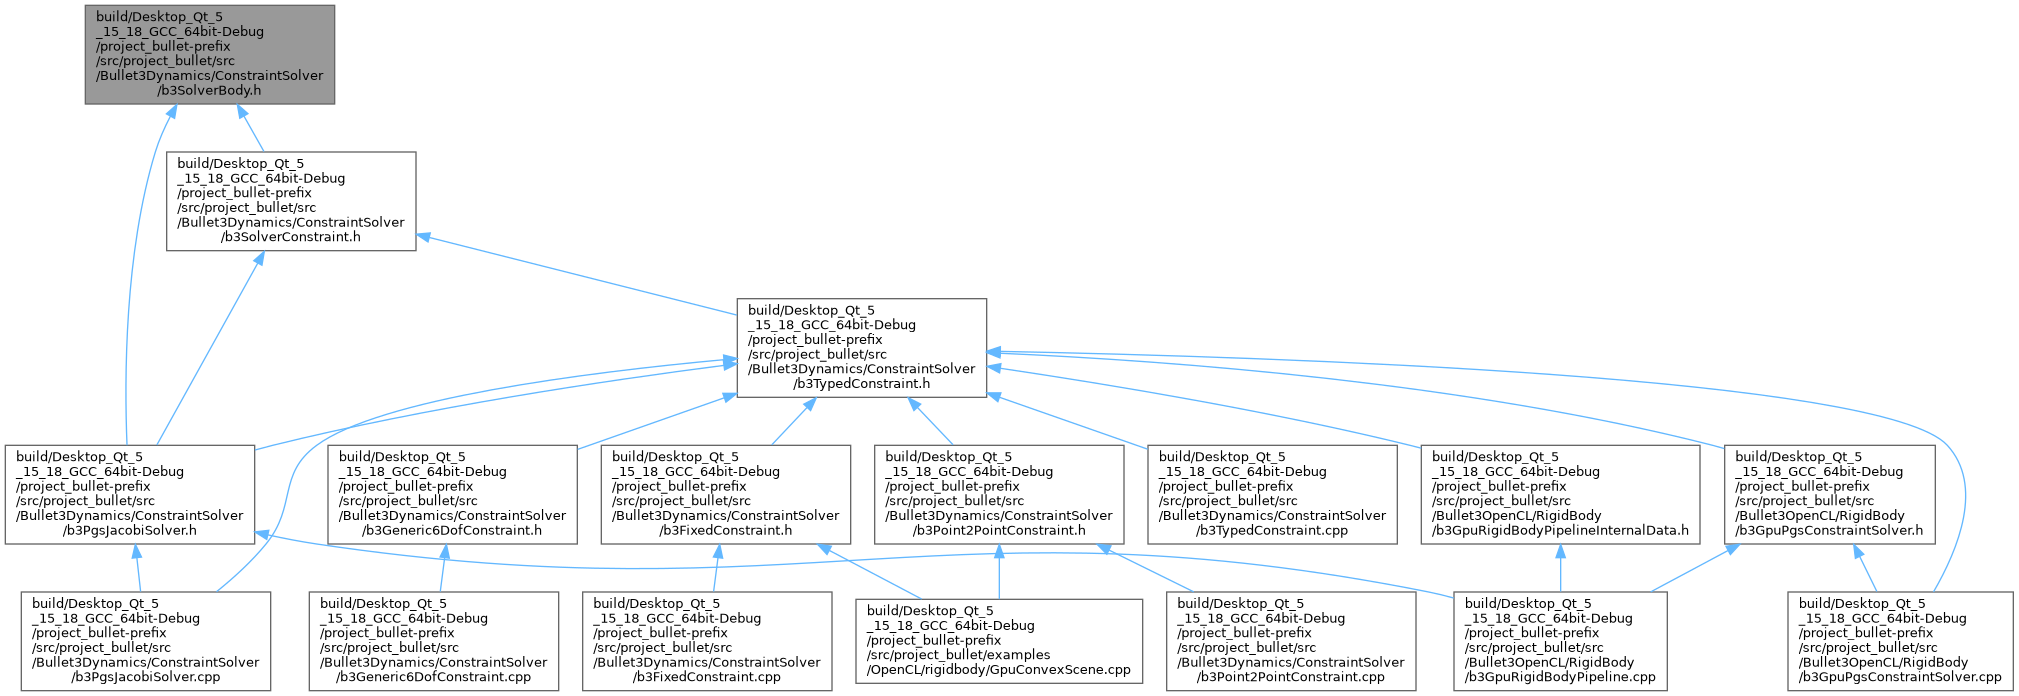 build/Desktop_Qt_5
_15_18_GCC_64bit-Debug
/project_bullet-prefix
/src/project_bullet/src
/Bullet3Dynamics/ConstraintSolver
/b3SolverBody.h
build/Desktop_Qt_5
_15_18_GCC_64bit-Debug
/project_bullet-prefix
/src/project_bullet/src
/Bullet3Dynamics/ConstraintSolver
/b3SolverConstraint.h
build/Desktop_Qt_5
_15_18_GCC_64bit-Debug
/project_bullet-prefix
/src/project_bullet/src
/Bullet3Dynamics/ConstraintSolver
/b3TypedConstraint.h
build/Desktop_Qt_5
_15_18_GCC_64bit-Debug
/project_bullet-prefix
/src/project_bullet/src
/Bullet3Dynamics/ConstraintSolver
/b3PgsJacobiSolver.h
build/Desktop_Qt_5
_15_18_GCC_64bit-Debug
/project_bullet-prefix
/src/project_bullet/src
/Bullet3Dynamics/ConstraintSolver
/b3Generic6DofConstraint.h
build/Desktop_Qt_5
_15_18_GCC_64bit-Debug
/project_bullet-prefix
/src/project_bullet/src
/Bullet3Dynamics/ConstraintSolver
/b3FixedConstraint.h
build/Desktop_Qt_5
_15_18_GCC_64bit-Debug
/project_bullet-prefix
/src/project_bullet/src
/Bullet3Dynamics/ConstraintSolver
/b3Point2PointConstraint.h
build/Desktop_Qt_5
_15_18_GCC_64bit-Debug
/project_bullet-prefix
/src/project_bullet/src
/Bullet3Dynamics/ConstraintSolver
/b3TypedConstraint.cpp
build/Desktop_Qt_5
_15_18_GCC_64bit-Debug
/project_bullet-prefix
/src/project_bullet/src
/Bullet3OpenCL/RigidBody
/b3GpuRigidBodyPipelineInternalData.h
build/Desktop_Qt_5
_15_18_GCC_64bit-Debug
/project_bullet-prefix
/src/project_bullet/src
/Bullet3OpenCL/RigidBody
/b3GpuPgsConstraintSolver.h
build/Desktop_Qt_5
_15_18_GCC_64bit-Debug
/project_bullet-prefix
/src/project_bullet/src
/Bullet3Dynamics/ConstraintSolver
/b3PgsJacobiSolver.cpp
build/Desktop_Qt_5
_15_18_GCC_64bit-Debug
/project_bullet-prefix
/src/project_bullet/src
/Bullet3Dynamics/ConstraintSolver
/b3Generic6DofConstraint.cpp
build/Desktop_Qt_5
_15_18_GCC_64bit-Debug
/project_bullet-prefix
/src/project_bullet/src
/Bullet3Dynamics/ConstraintSolver
/b3FixedConstraint.cpp
build/Desktop_Qt_5
_15_18_GCC_64bit-Debug
/project_bullet-prefix
/src/project_bullet/examples
/OpenCL/rigidbody/GpuConvexScene.cpp
build/Desktop_Qt_5
_15_18_GCC_64bit-Debug
/project_bullet-prefix
/src/project_bullet/src
/Bullet3Dynamics/ConstraintSolver
/b3Point2PointConstraint.cpp
build/Desktop_Qt_5
_15_18_GCC_64bit-Debug
/project_bullet-prefix
/src/project_bullet/src
/Bullet3OpenCL/RigidBody
/b3GpuRigidBodyPipeline.cpp
build/Desktop_Qt_5
_15_18_GCC_64bit-Debug
/project_bullet-prefix
/src/project_bullet/src
/Bullet3OpenCL/RigidBody
/b3GpuPgsConstraintSolver.cpp